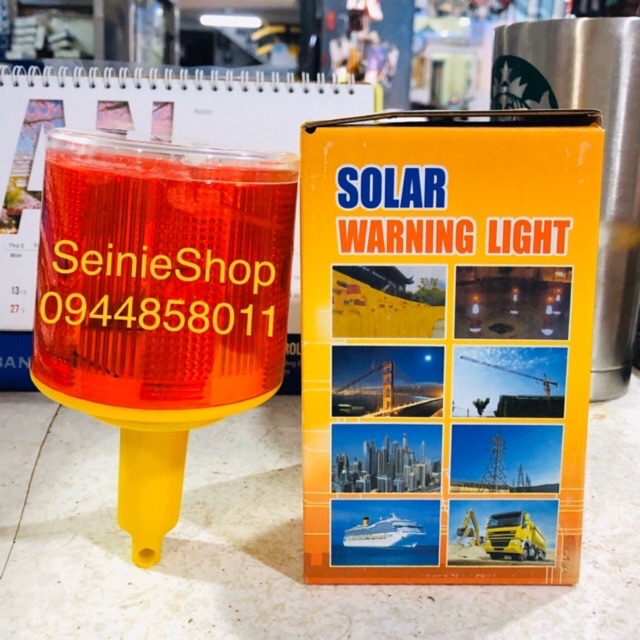 SOLAR
WARNING LIGHT
SeinieShop
0944858011